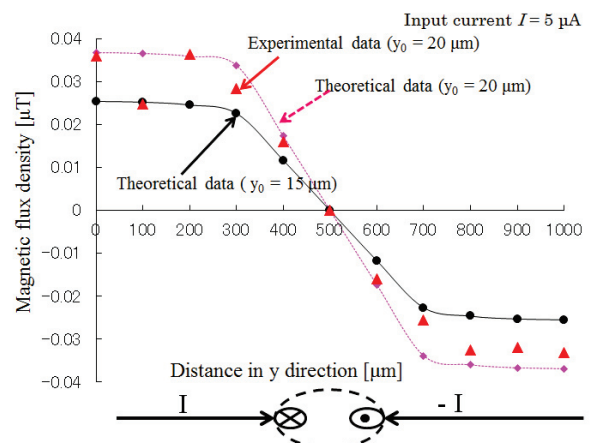 Input current I = 5 μA
0.04
Experimental data (y0 = 20 μm)
0.03
Theoretical data (y0 = 20 μm)
0.02
0.01
Theoretical data ( y0 = 15 μm)
0
0 100 200 300 400 500 600 700 800 900 1000
-0.01
-0.02
-0.03
-0.04
Magnetic flux density [μT]
Distance in y direction [μm]
I
- I